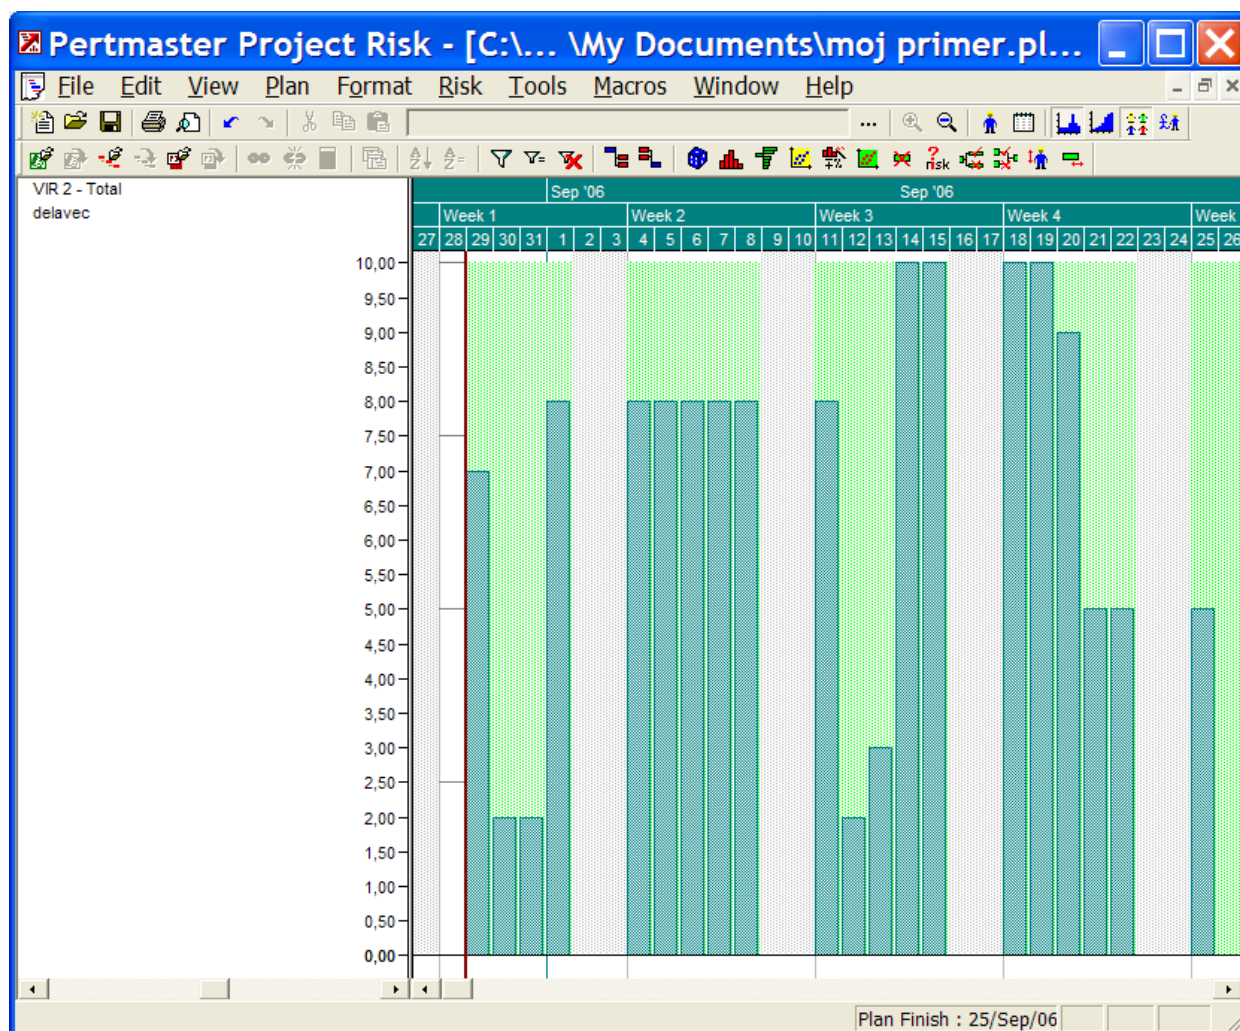 Pertmaster Project Risk - [C:\... \My Documents\moj primer.pl...
File Edit View Plan Format Risk Tools Macros Window Help
...
VIR 2 - Total
delavec
Sep '06 Sep '06
Week 1 Week 2 Week 3 Week 4 Week
27 28 29 30 31 1 2 3 4 5 6 7 8 9 10 11 12 13 14 15 16 17 18 19 20 21 22 23 24 25 26
10,00
9,50
9,00
8,50
8,00
7,50
7,00
6,50
6,00
5,50
5,00
4,50
4,00
3,50
3,00
2,50
2,00
1,50
1,00
0,50
0,00
Plan Finish : 25/Sep/06